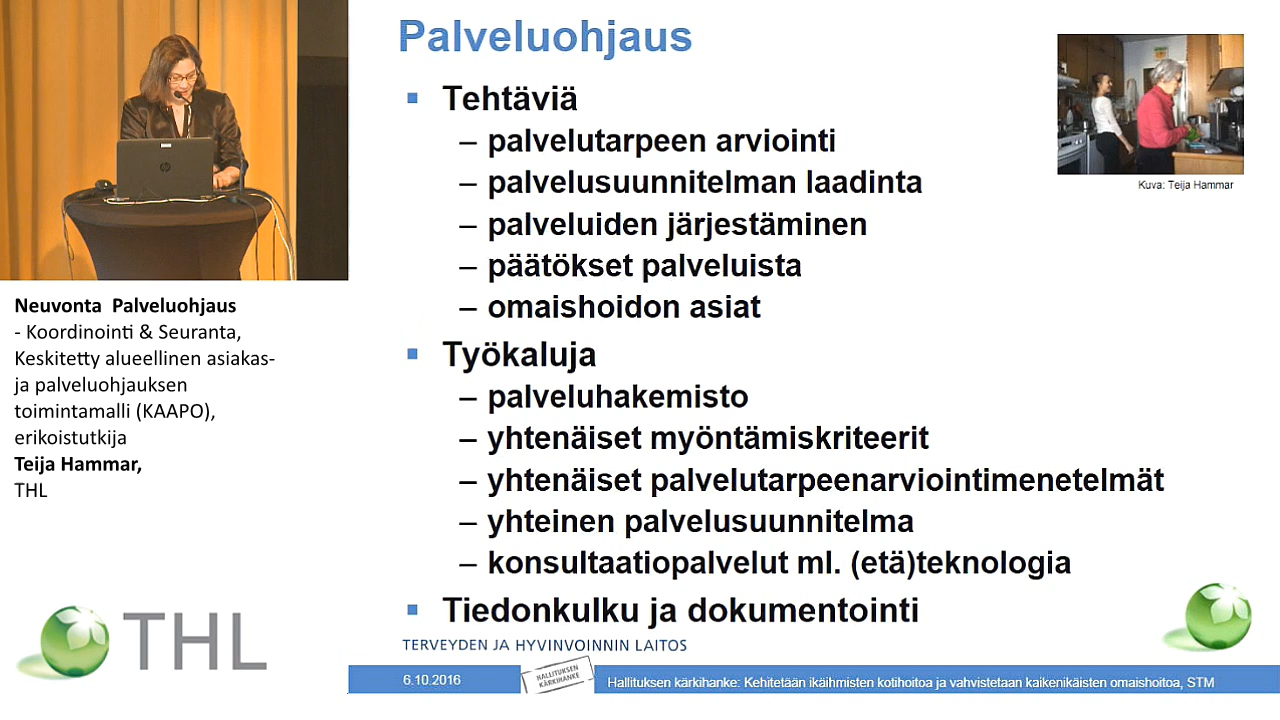 Palveluohjaus
Tehtäviä
– palvelutarpeen arviointi
– palvelusuunnitelman laadinta
– palveluiden järjestäminen
– päätökset palveluista
– omaishoidon asiat
Työkaluja
– palveluhakemisto
– yhtenäiset myöntämiskriteerit
– yhtenäiset palvelutarpeenarviointimenetelmät
– yhteinen palvelusuunnitelma
– konsultaatiopalvelut ml. (etä)teknologia
Tiedonkulku ja dokumentointi
Kuva: Teija Hammar
Neuvonta Palveluohjaus
- Koordinointi & Seuranta,
Keskitetty alueellinen asiakas-
ja palveluohjauksen
toimintamalli (KAAPO),
erikoistutkija
Teija Hammar,
THL
THL
TERVEYDEN JA HYVINVOINNIN LAITOS
6.10.2016
HALLITUKSEN
KÄRKIHANKE
Hallituksen kärkihanke: Kehitetään ikäihmisten kotihoitoa ja vahvistetaan kaikenikäisten omaishoitoa, STM